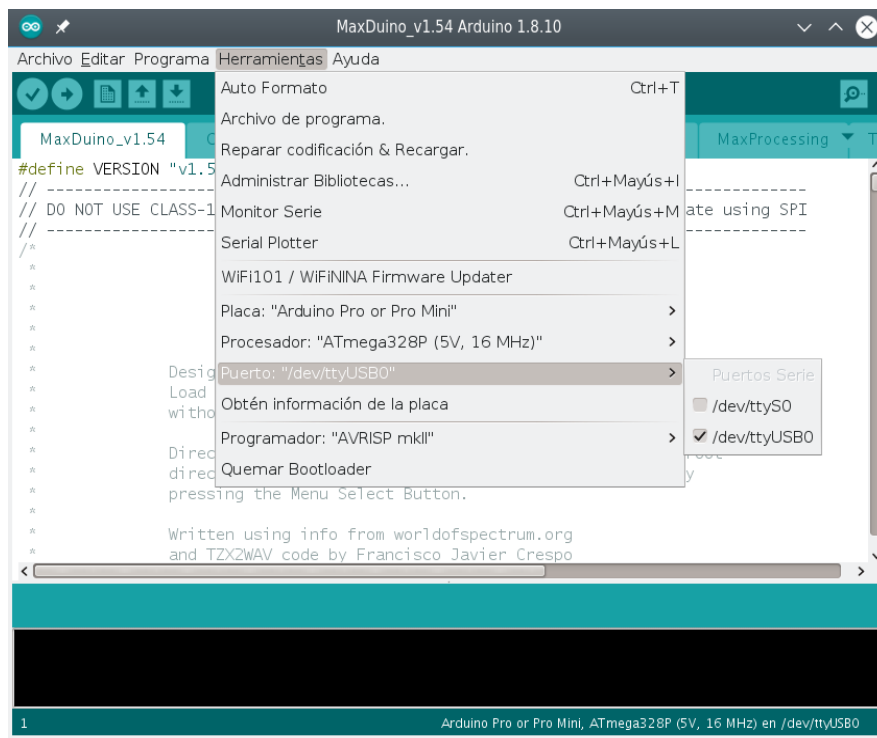 MaxDuino_v1.54 Arduino 1.8.10
Archivo Editar Programa Herramientas Ayuda
MaxDuino_v1.54
MaxProcessing
#define VERSION "v1.5
// DO NOT USE CLASS-1
ate using SPI
Auto Formato Ctrl+T
Archivo de programa.
Reparar codificación & Recargar.
Administrar Bibliotecas... Ctrl+Mayús+I
Monitor Serie Ctrl+Mayús+M
Serial Plotter Ctrl+Mayús+L
WiFi101 / WiFiNINA Firmware Updater
Placa: "Arduino Pro or Pro Mini"
Procesador: "ATmega328P (5V, 16 MHz)"
Puerto: "/dev/ttyUSB0"
Obtén información de la placa
Programador: "AVRISP mkII"
Quemar Bootloader
Puertos Serie
/dev/ttyS0
/dev/ttyUSB0
Desig
Load
witho
Direc
direc
pressing the Menu Select Button.
Written using info from worldofspectrum.org
and TZX2WAV code by Francisco Javier Crespo
1
Arduino Pro or Pro Mini, ATmega328P (5V, 16 MHz) en /dev/ttyUSB0